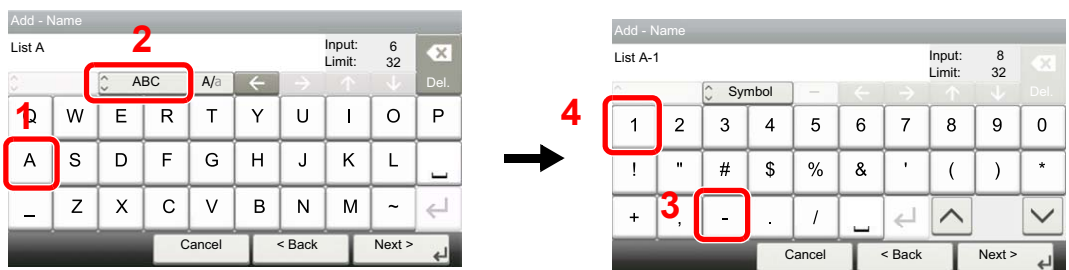 Add - Name
2
List A
Input: 6
Limit: 32
ABC A/a ← → ↑ ↓ Del.
1
Q W E R T Y U I O P
A S D F G H J K L
_ Z X C V B N M ~
Cancel < Back Next >
Add - Name
List A-1
Input: 8
Limit: 32
Symbol ← → ↑ ↓ Del.
4
1 2 3 4 5 6 7 8 9 0
! " # $ % & ' ( ) *
3
+ , - . /
Cancel < Back Next >